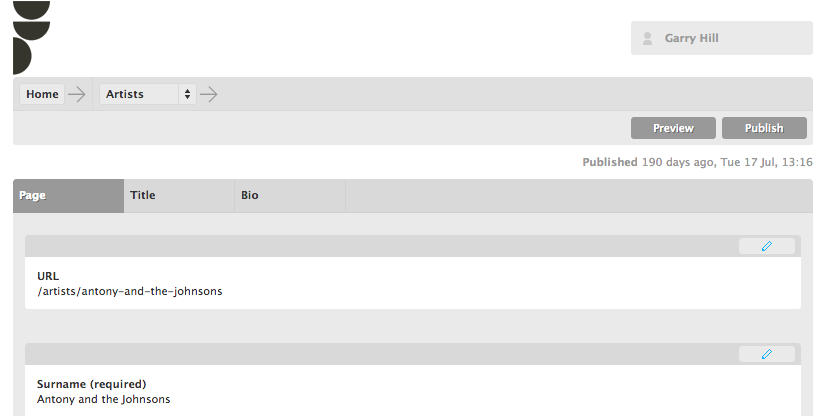 Garry Hill
Home
Artists
Preview
Publish
Published 190 days ago, Tue 17 Jul, 13:16
Page
Title
Bio
URL
/artists/antony-and-the-johnsons
Surname (required)
Antony and the Johnsons